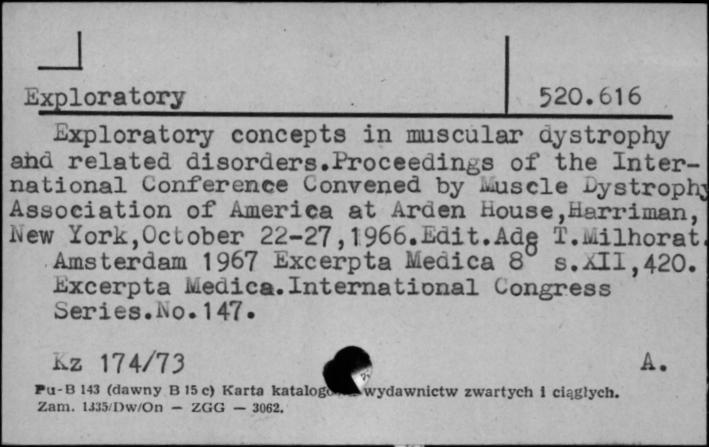 Exploratory 520.616
Exploratory concepts in muscular dystrophy
and related disorders.Proceedings of the Inter-
national Conference Convened by Muscle Dystrophy
Association of America at Arden House,Harriman,
New York,October 22-27,1966.Edit.Ade T.Milhorat.
Amsterdam 1967 Excerpta Medica 8° s.XII,420.
Excerpta Medica.International Congress
Series.No.147.
Kz 174/73 A.
Pu-B 143 (dawny B 15 c) Karta katalogo wydawnictw zwartych i ciągłych.
Zam. 1335/Dw/On — ZGG — 3062.